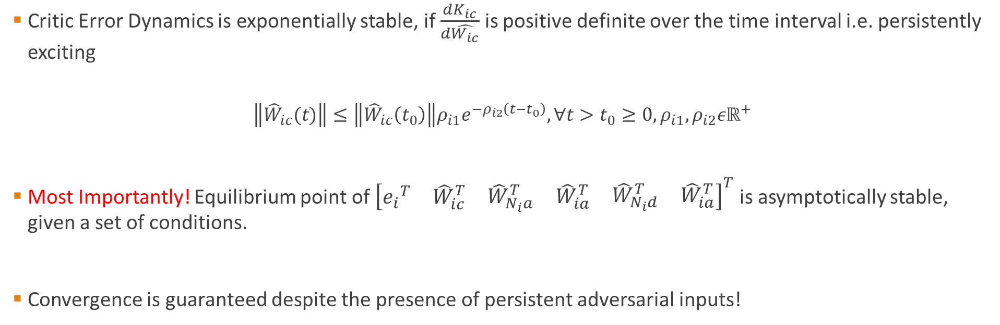 ▪ Critic Error Dynamics is exponentially stable, if $\frac{dK_{ic}}{d\widehat{W}_{ic}}$ is positive definite over the time interval i.e. persistently
exciting
$\|\widehat{W}_{ic}(t)\| \leq \|\widehat{W}_{ic}(t_0)\|\rho_{i1}e^{-\rho_{i2}(t-t_0)}, \forall t > t_0 \geq 0, \rho_{i1}, \rho_{i2}\epsilon\mathbb{R}^+$
▪ Most Importantly! Equilibrium point of $[e_i{}^T \quad \widehat{W}_{ic}^T \quad \widehat{W}_{N_ia}^T \quad \widehat{W}_{ia}^T \quad \widehat{W}_{N_id}^T \quad \widehat{W}_{ia}^T]^T$ is asymptotically stable,
given a set of conditions.
▪ Convergence is guaranteed despite the presence of persistent adversarial inputs!